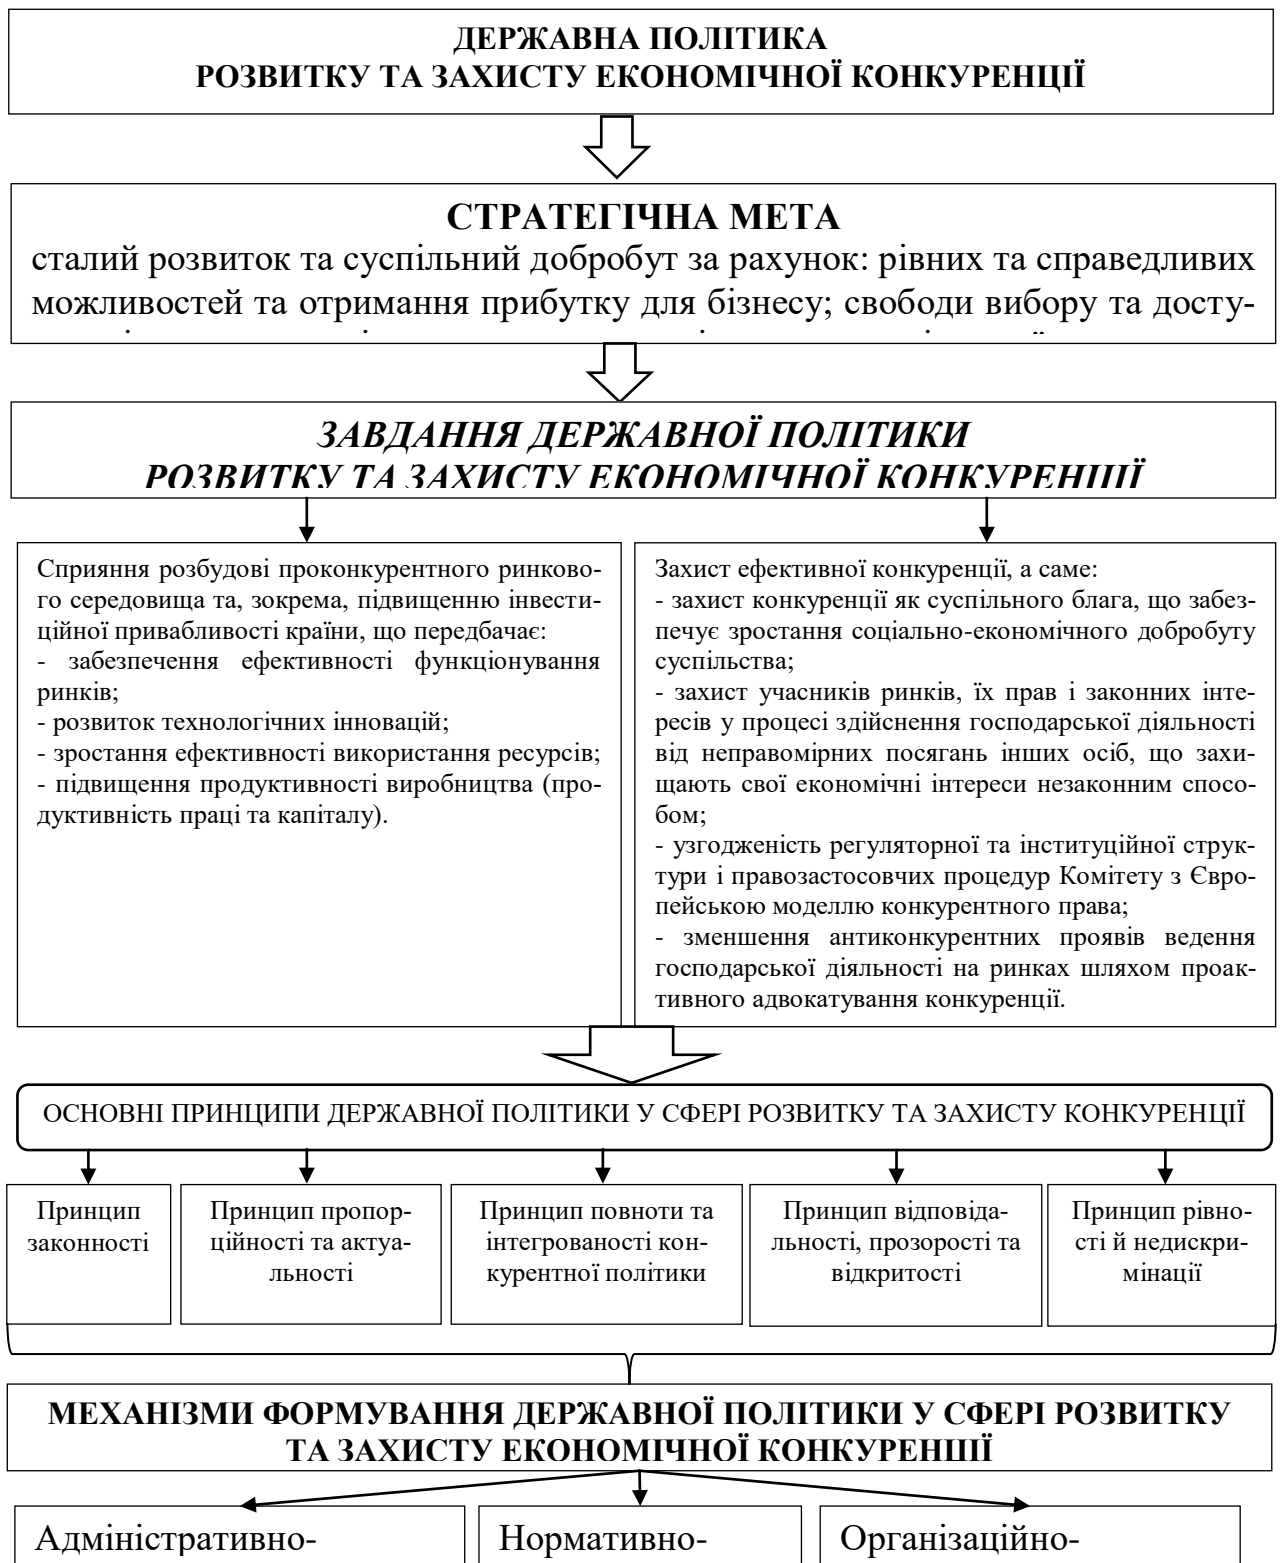 ДЕРЖАВНА ПОЛІТИКА
РОЗВИТКУ ТА ЗАХИСТУ ЕКОНОМІЧНОЇ КОНКУРЕНЦІЇ
СТРАТЕГІЧНА МЕТА
сталий розвиток та суспільний добробут за рахунок: рівних та справедливих
можливостей та отримання прибутку для бізнесу; свободи вибору та досту-
ЗАВДАННЯ ДЕРЖАВНОЇ ПОЛІТИКИ
РОЗВИТКУ ТА ЗАХИСТУ ЕКОНОМІЧНОЇ КОНКУРЕНЦІЇ
Сприяння розбудові проконкурентного ринково-
го середовища та, зокрема, підвищенню інвести-
ційної привабливості країни, що передбачає:
- забезпечення ефективності функціонування
ринків;
- розвиток технологічних інновацій;
- зростання ефективності використання ресурсів;
- підвищення продуктивності виробництва (про-
дуктивність праці та капіталу).
Захист ефективної конкуренції, а саме:
- захист конкуренції як суспільного блага, що забез-
печує зростання соціально-економічного добробуту
суспільства;
- захист учасників ринків, їх прав і законних інте-
ресів у процесі здійснення господарської діяльності
від неправомірних посягань інших осіб, що захи-
щають свої економічні інтереси незаконним спосо-
бом;
- узгодженість регуляторної та інституційної струк-
тури і правозастосовчих процедур Комітету з Євро-
пейською моделлю конкурентного права;
- зменшення антиконкурентних проявів ведення
господарської діяльності на ринках шляхом проак-
тивного адвокатування конкуренції.
ОСНОВНІ ПРИНЦИПИ ДЕРЖАВНОЇ ПОЛІТИКИ У СФЕРІ РОЗВИТКУ ТА ЗАХИСТУ КОНКУРЕНЦІЇ
Принцип
законності
Принцип пропор-
ційності та актуа-
льності
Принцип повноти та
інтегрованості кон-
курентної політики
Принцип відповіда-
льності, прозорості та
відкритості
Принцип рівно-
сті й недискри-
мінації
МЕХАНІЗМИ ФОРМУВАННЯ ДЕРЖАВНОЇ ПОЛІТИКИ У СФЕРІ РОЗВИТКУ
ТА ЗАХИСТУ ЕКОНОМІЧНОЇ КОНКУРЕНЦІЇ
Адміністративно-
Нормативно-
Організаційно-